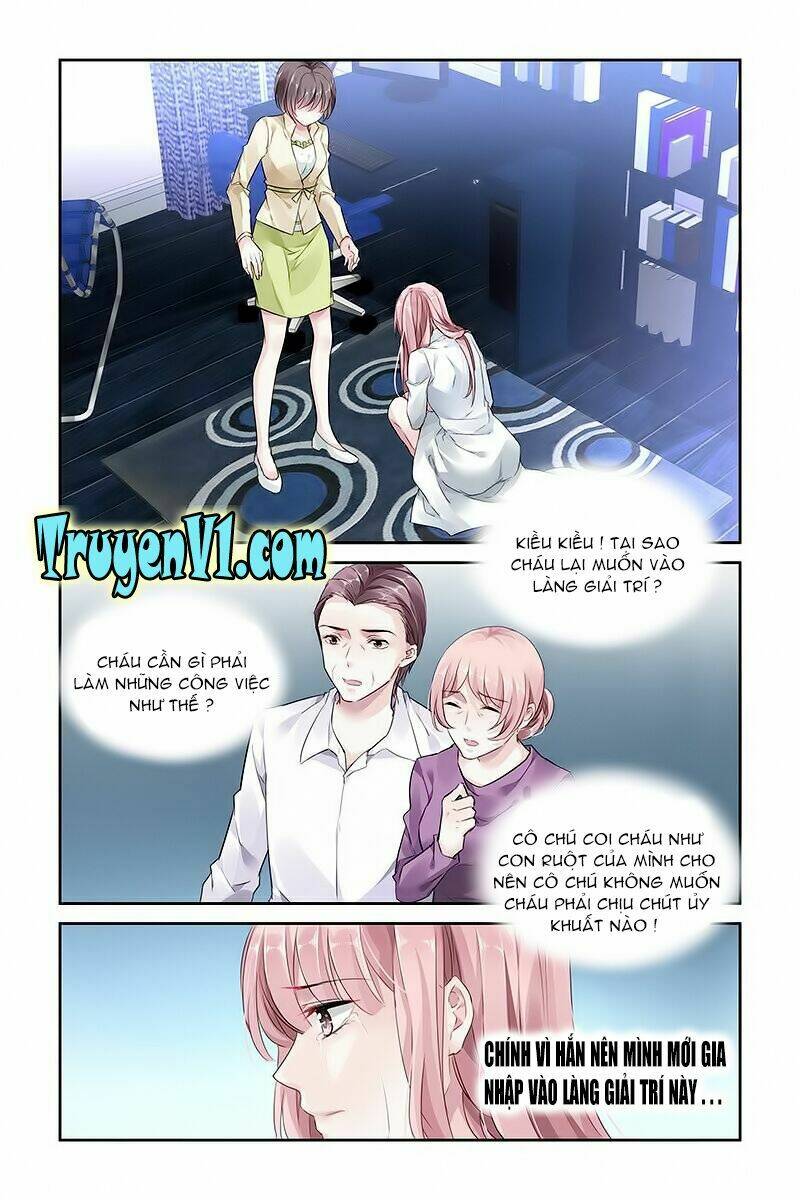 TruyenV1.com
KIỀU KIỀU ! TẠI SAO
CHÁU LẠI MUỐN VÀO
LÀNG GIẢI TRÍ ?
CHÁU CẦN GÌ PHẢI
LÀM NHỮNG CÔNG VIỆC
NHƯ THẾ ?
CÔ CHÚ COI CHÁU NHƯ
CON RUỘT CỦA MÌNH CHO
NÊN CÔ CHÚ KHÔNG MUỐN
CHÁU PHẢI CHỊU CHÚT ỦY
KHUẤT NÀO !
CHÍNH VÌ HẮN NÊN MÌNH MỚI GIA
NHẬP VÀO LÀNG GIẢI TRÍ NÀY . . .